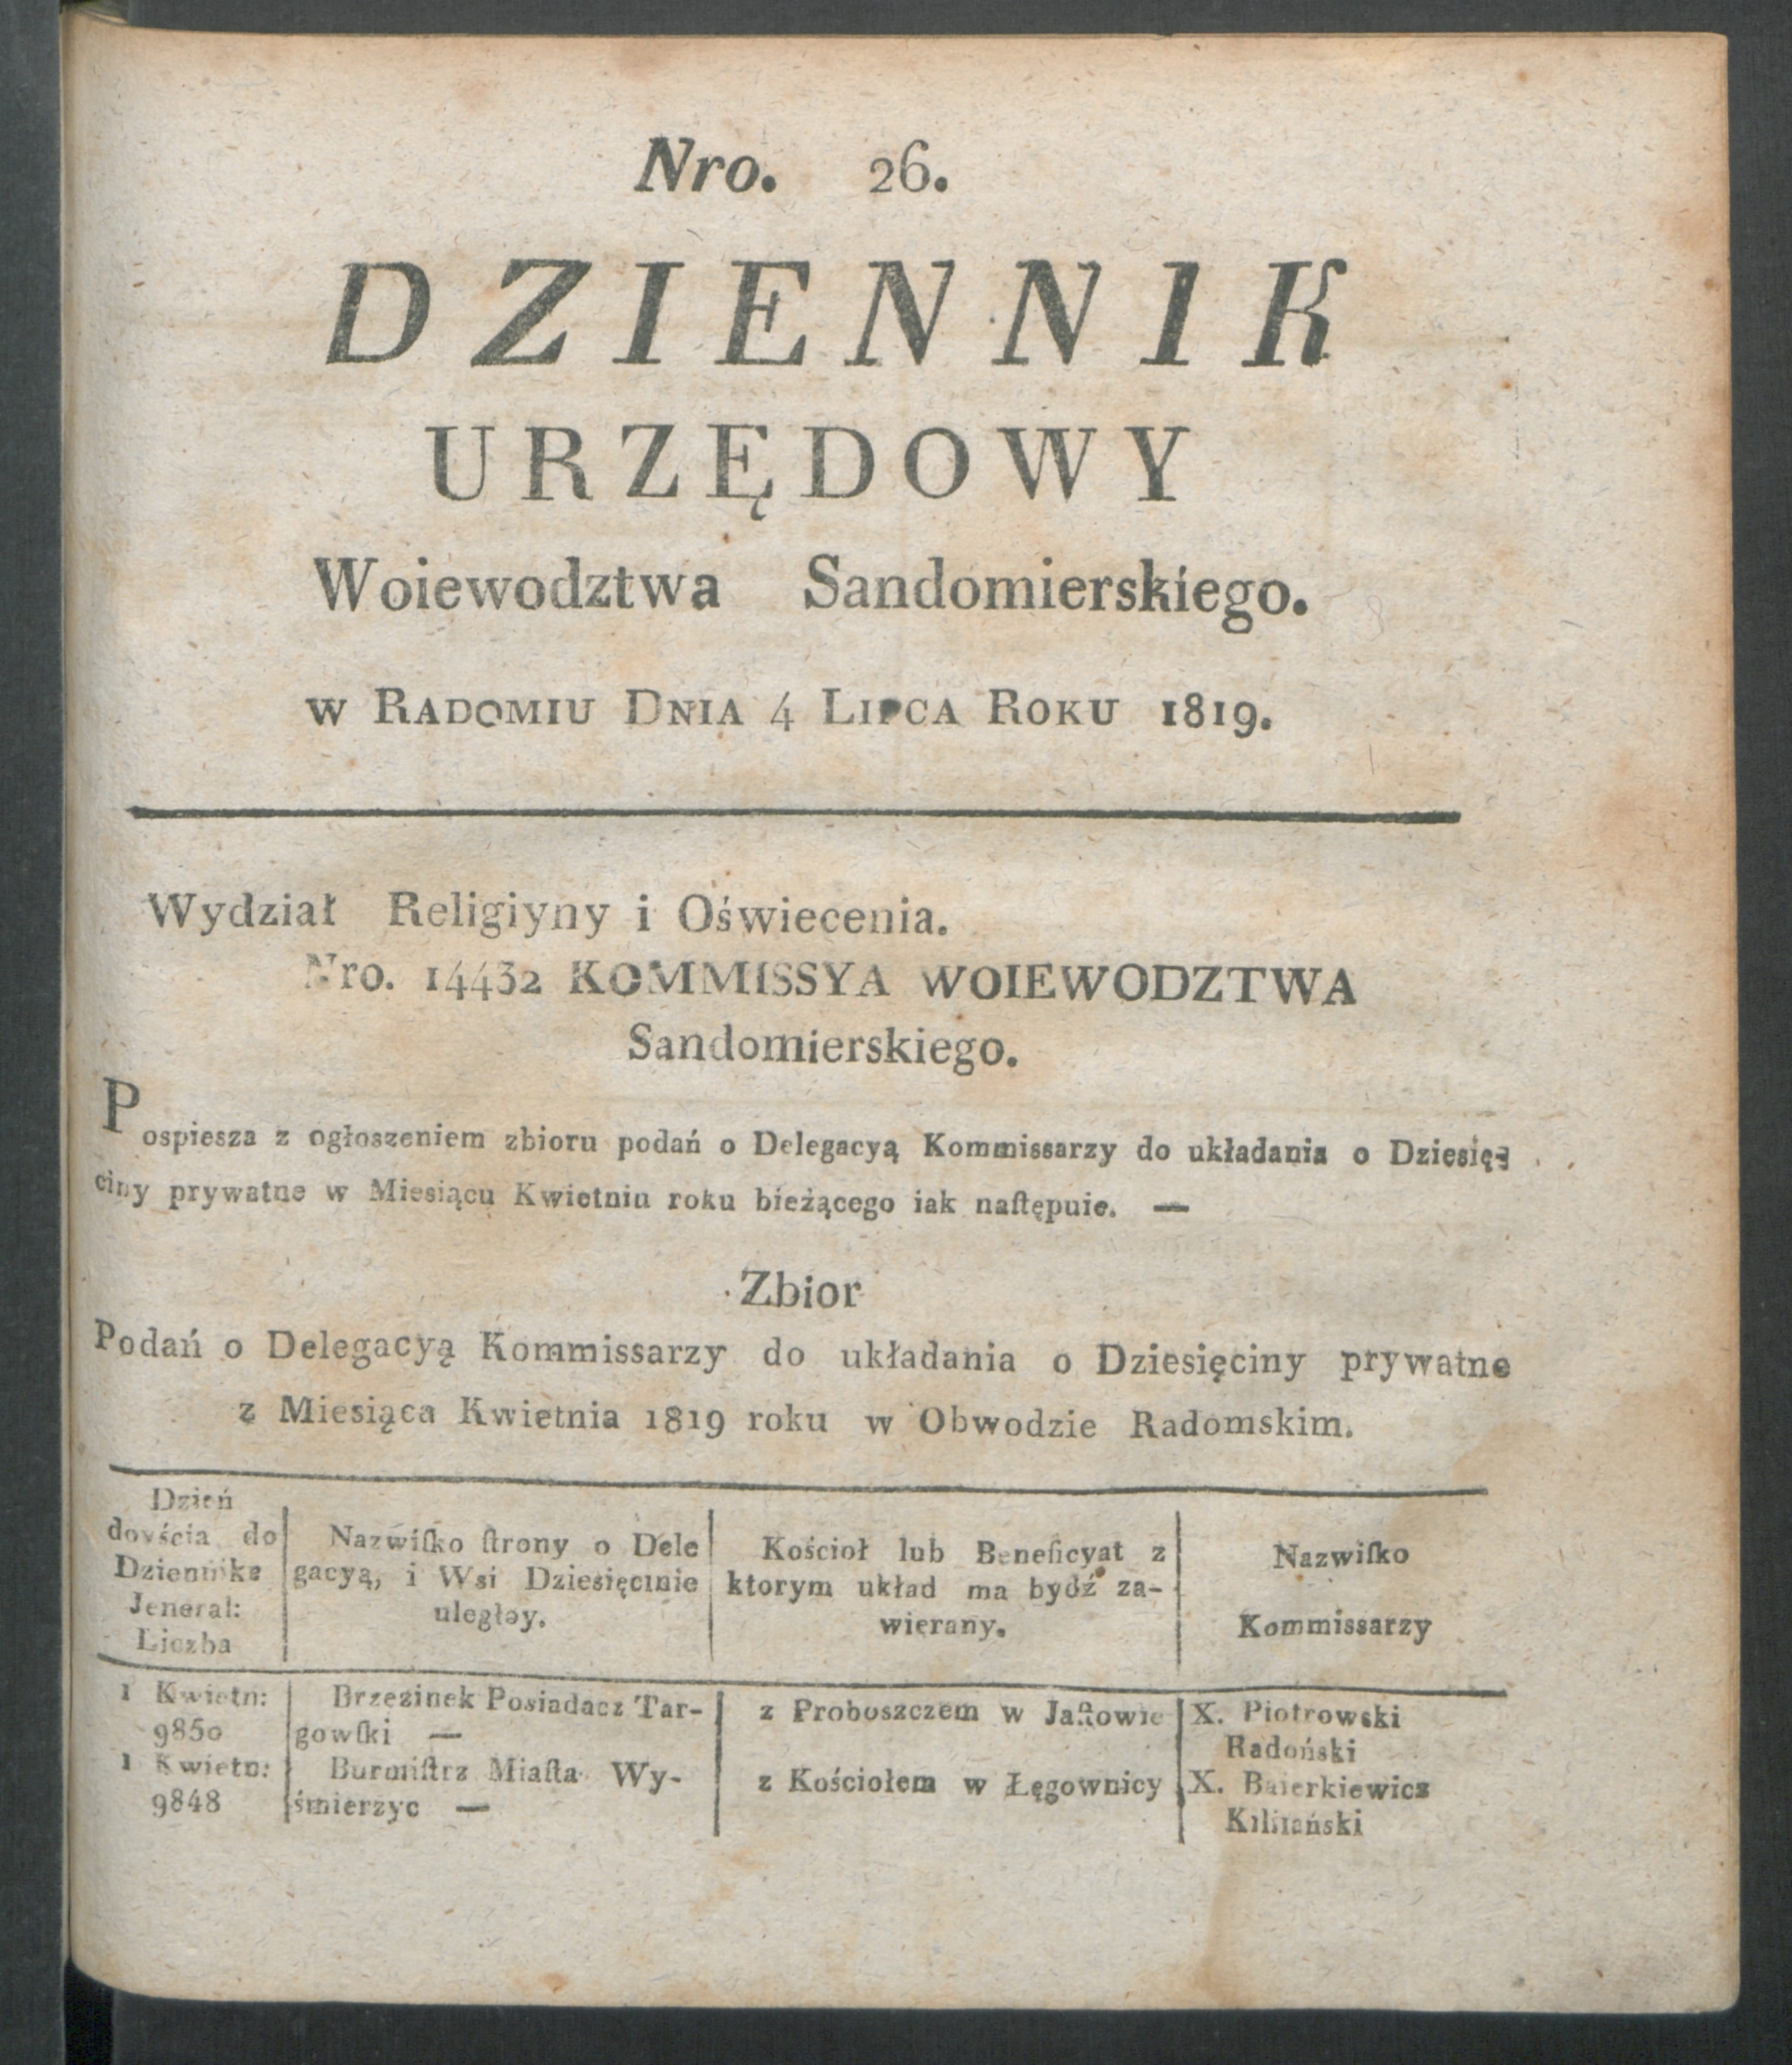 Nro. 26.
DZIENNIK
URZĘDOWY
Woiewodztwa Sandomierskiego.
w Radomiu Dnia 4 Lipca Roku 1819.
Wydział Religiyny i Oświecenia.
Nro. 14432 KOMMISSYA WOIEWODZTWA
Sandomierskiego.
Pospiesza z ogłoszeniem zbioru podań o Delegacyą Kommissarzy do układania o Dziesię-
ciny prywatne w Miesiącu Kwietniu roku bieżącego iak naſtępuie. —
Zbior
Podań o Delegacyą Kommissarzy do układania o Dziesięciny prywatne
z Miesiąca Kwietnia 1819 roku w Obwodzie Radomskim.
Dzień
doyścia do
Dziennika
Jeneral:
Liczba
Nazwiſko ſtrony o Dele
gacyą, i Wsi Dziesięcinie
uległey.
Kościoł lub Beneficyat z
ktorym układ ma bydź za-
wierany.
Nazwiſko
Kommissarzy
1 Kwietn:
9850
Brzezinek Posiadacz Tar-
gowſki —
z Proboszczem w Jaſtowie
X. Piotrowski
Radoński
1 Kwietn:
9848
Burmiſtrz Miaſta Wy-
śmierzyc —
z Kościołem w Łęgownicy
X. Baierkiewicz
Kiliiański